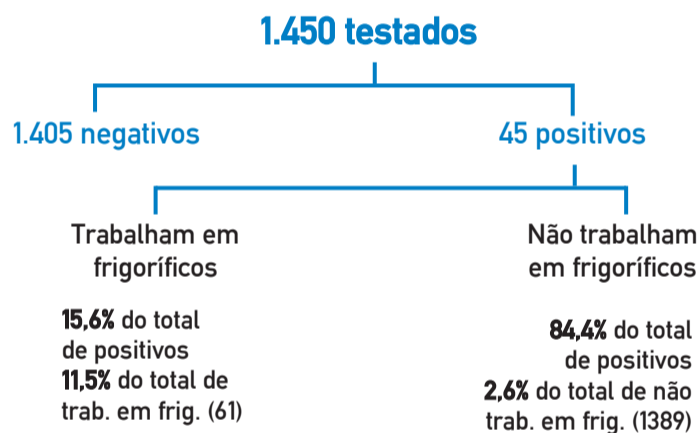 1.450 testados
1.405 negativos
45 positivos
Trabalham em
frigoríficos
15,6% do total
de positivos
11,5% do total de
trab. em frig. (61)
Não trabalham
em frigoríficos
84,4% do total
de positivos
2,6% do total de não
trab. em frig. (1389)